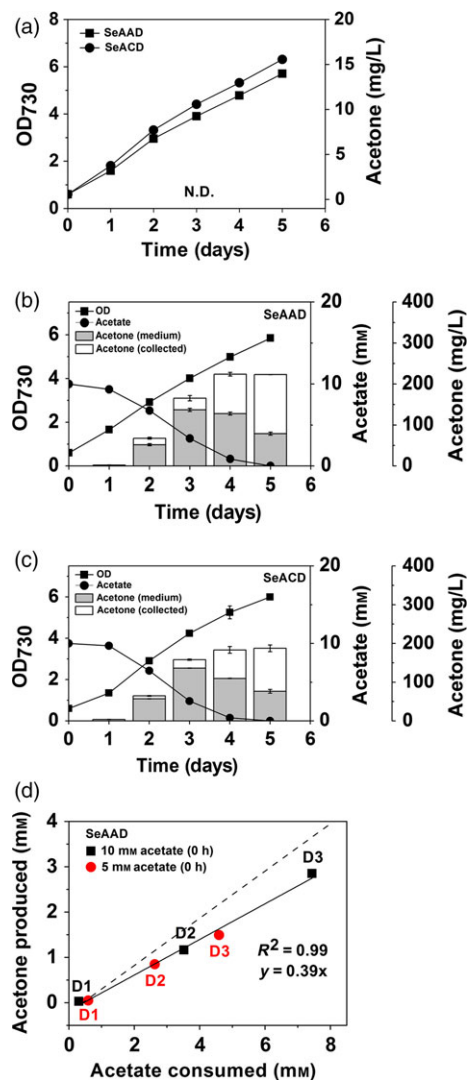 (a)
SeAAD
SeACD
OD730
Acetone (mg/L)
8
6
4
2
0
20
15
10
5
0
N.D.
0 1 2 3 4 5 6
Time (days)
(b)
OD
Acetate
Acetone (medium)
Acetone (collected)
SeAAD
OD730
Acetate (mM)
Acetone (mg/L)
6
4
2
0
20
10
0
400
300
200
100
0
0 1 2 3 4 5 6
Time (days)
(c)
OD
Acetate
Acetone (medium)
Acetone (collected)
SeACD
OD730
Acetate (mM)
Acetone (mg/L)
6
4
2
0
20
10
0
400
300
200
100
0
0 1 2 3 4 5 6
Time (days)
(d)
SeAAD
10 mM acetate (0 h)
5 mM acetate (0 h)
Acetone produced (mM)
4
3
2
1
0
D1
D1
D2
D2
D3
D3
R2 = 0.99
y = 0.39x
0 2 4 6 8
Acetate consumed (mM)